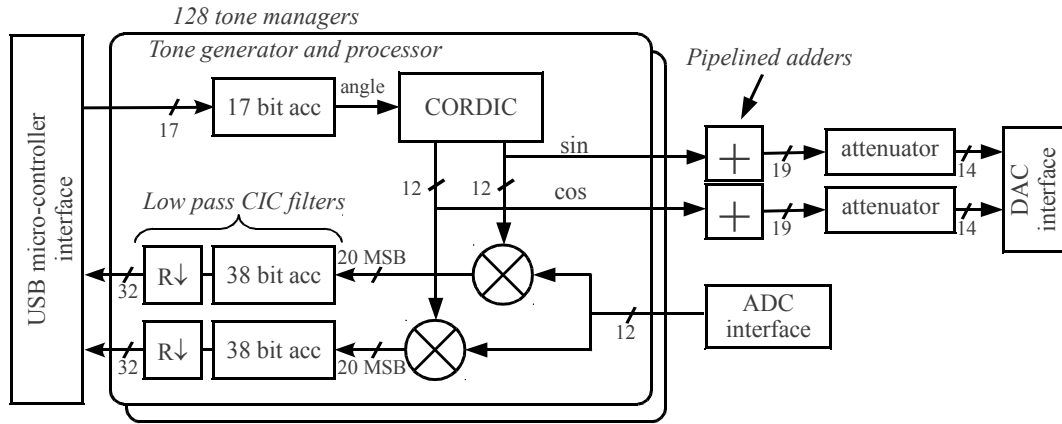 128 tone managers
Tone generator and processor
Pipelined adders
USB micro-controller
interface
17
17 bit acc
angle
CORDIC
sin
cos
12
12
+
19
attenuator
14
+
19
attenuator
14
DAC
interface
Low pass CIC filters
32
R↓
38 bit acc
20 MSB
32
R↓
38 bit acc
20 MSB
12
ADC
interface